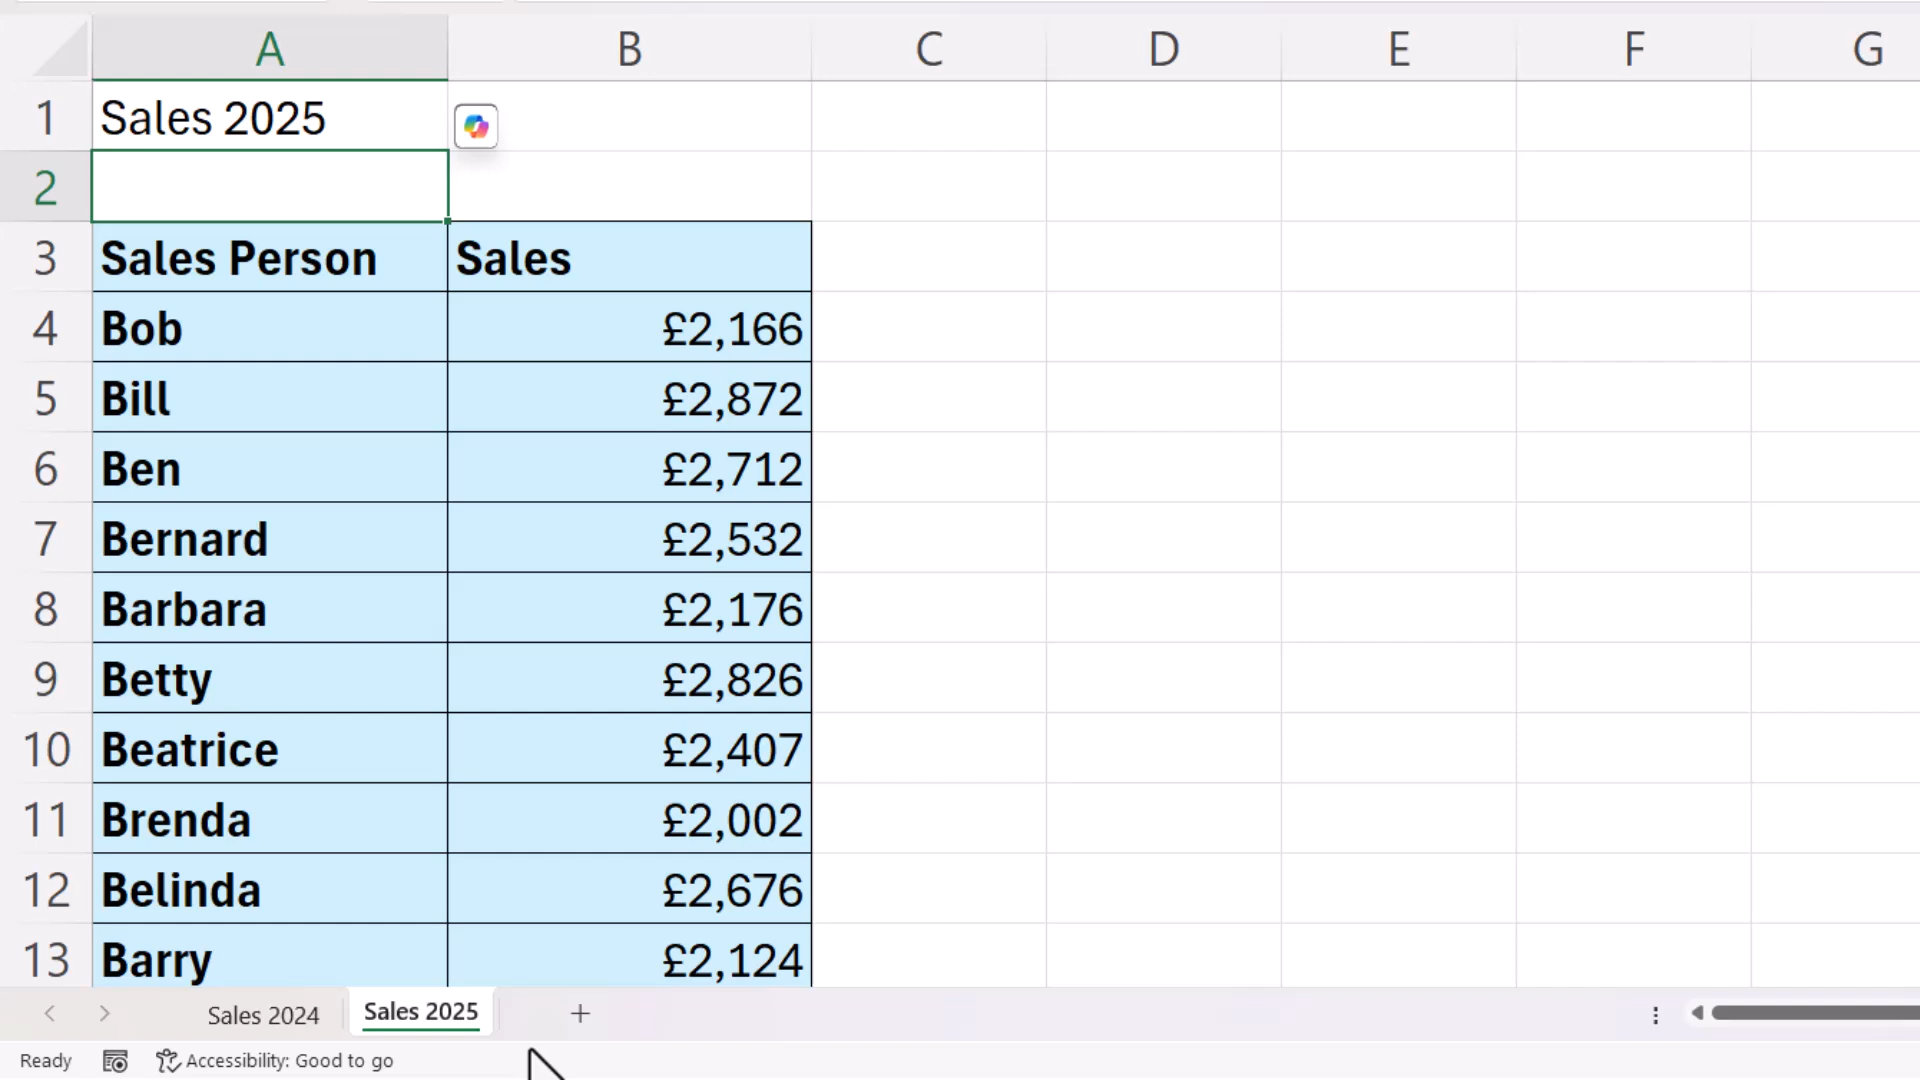 A B C D E F G
1 Sales 2025
2
3 Sales Person Sales
4 Bob £2,166
5 Bill £2,872
6 Ben £2,712
7 Bernard £2,532
8 Barbara £2,176
9 Betty £2,826
10 Beatrice £2,407
11 Brenda £2,002
12 Belinda £2,676
13 Barry £2,124
Sales 2024 Sales 2025 +
Ready Accessibility: Good to go